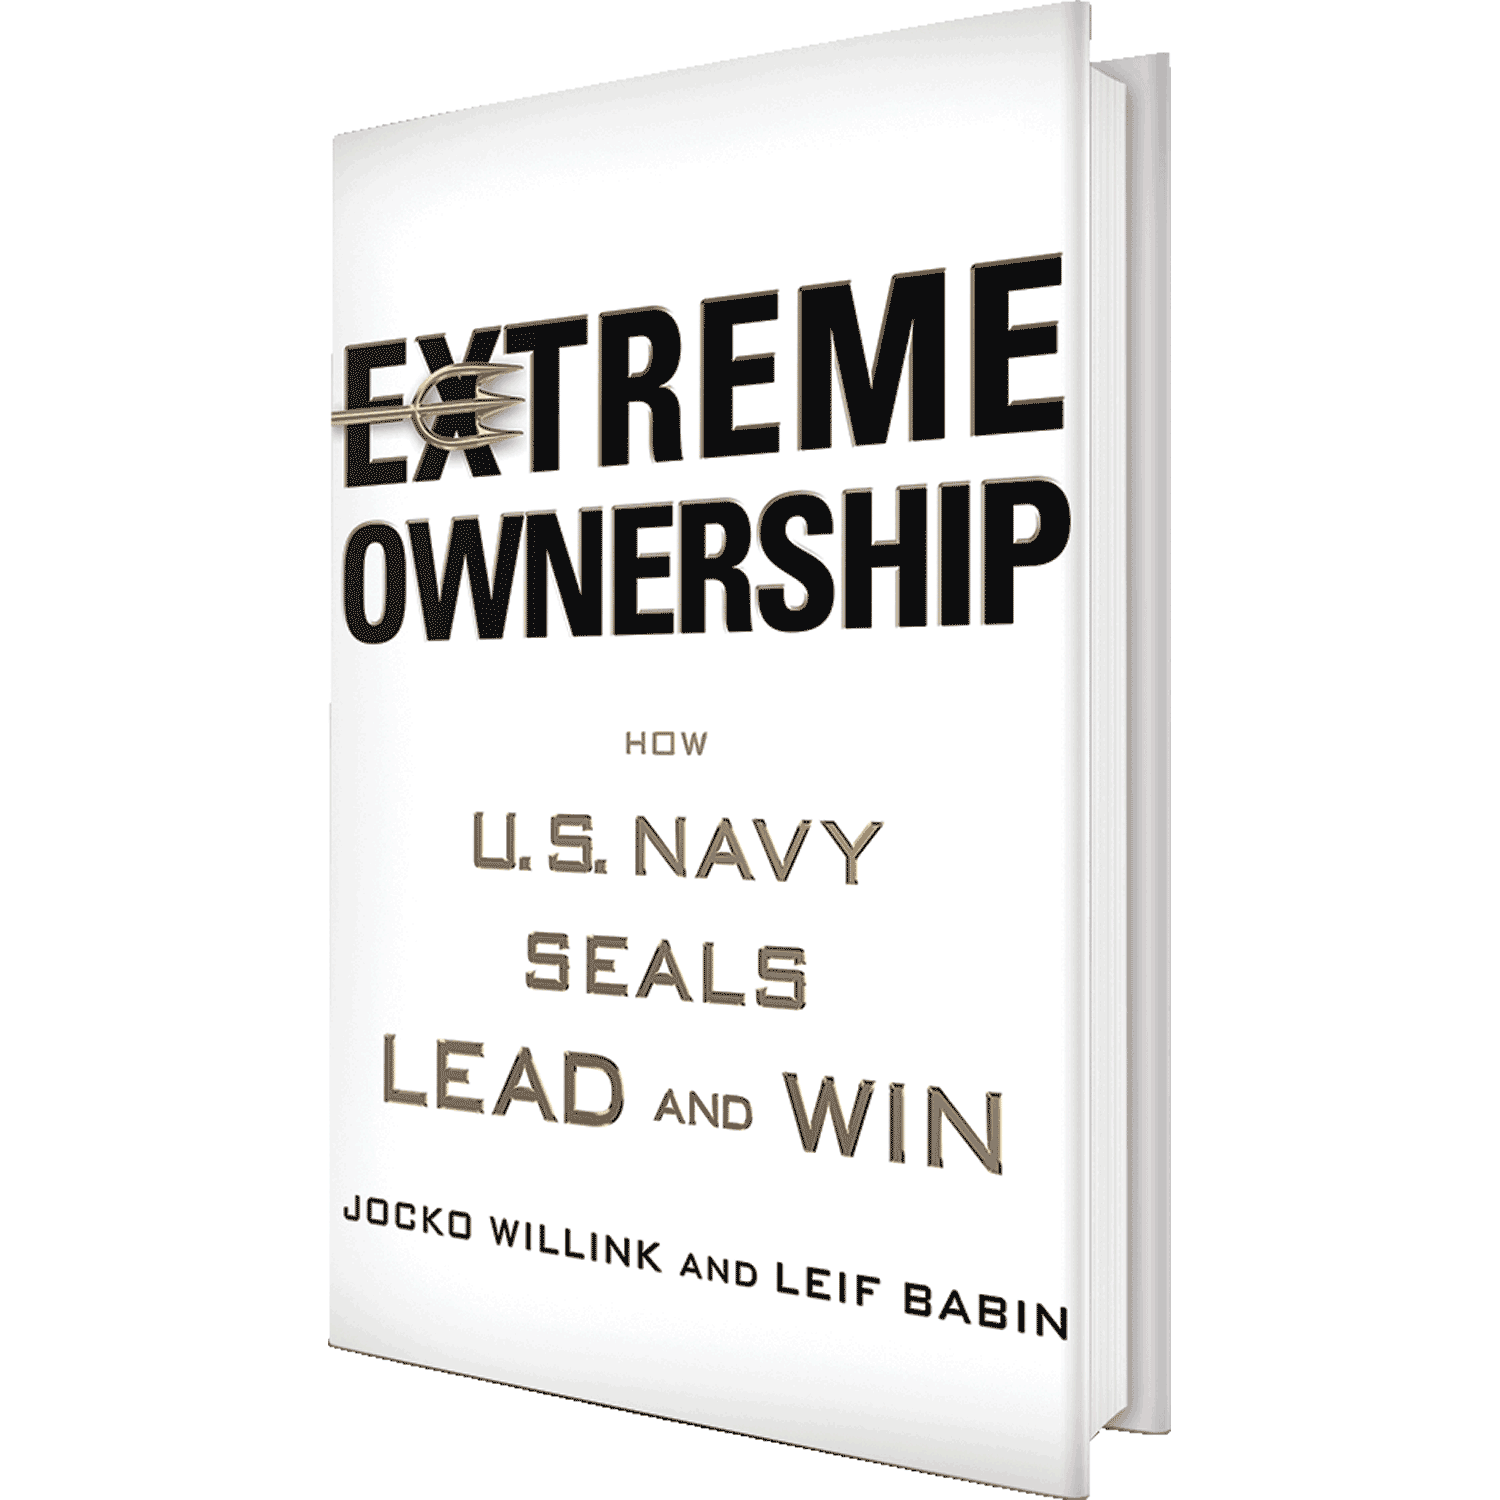 EXTREME
OWNERSHIP
HOW
U.S. NAVY
SEALS
LEAD AND WIN
JOCKO WILLINK AND LEIF BABIN